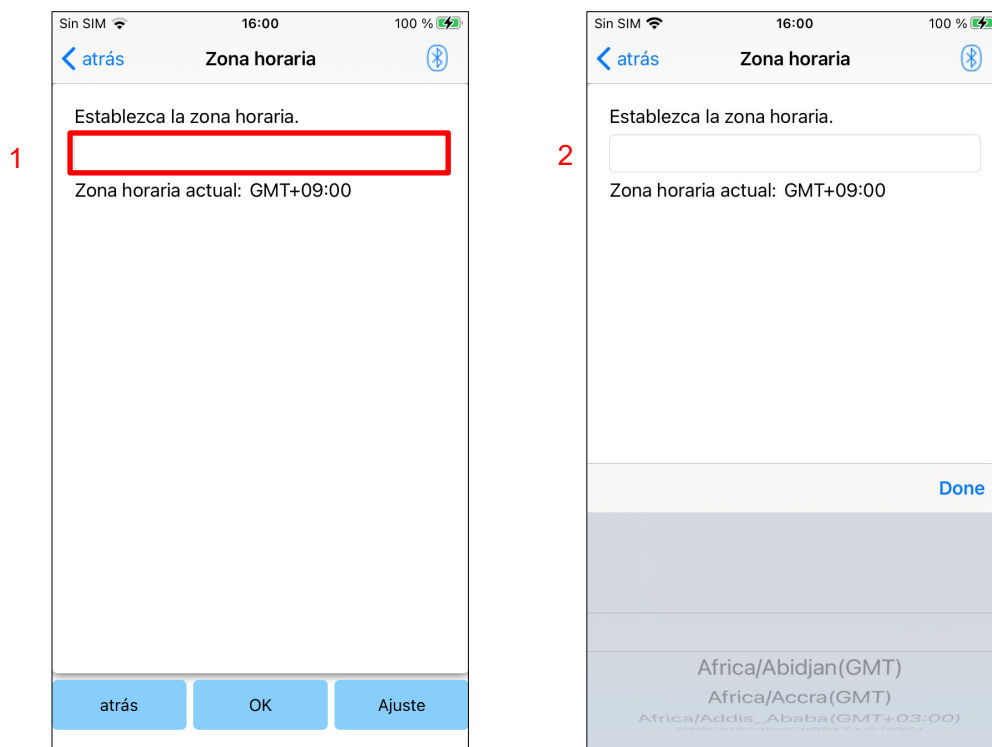 Sin SIM 16:00 100 %
atrás Zona horaria
Establezca la zona horaria.
1
Zona horaria actual: GMT+09:00
atrás OK Ajuste
Sin SIM 16:00 100 %
atrás Zona horaria
Establezca la zona horaria.
2
Zona horaria actual: GMT+09:00
Done
Africa/Abidjan(GMT)
Africa/Accra(GMT)
Africa/Addis_Ababa(GMT+03:00)